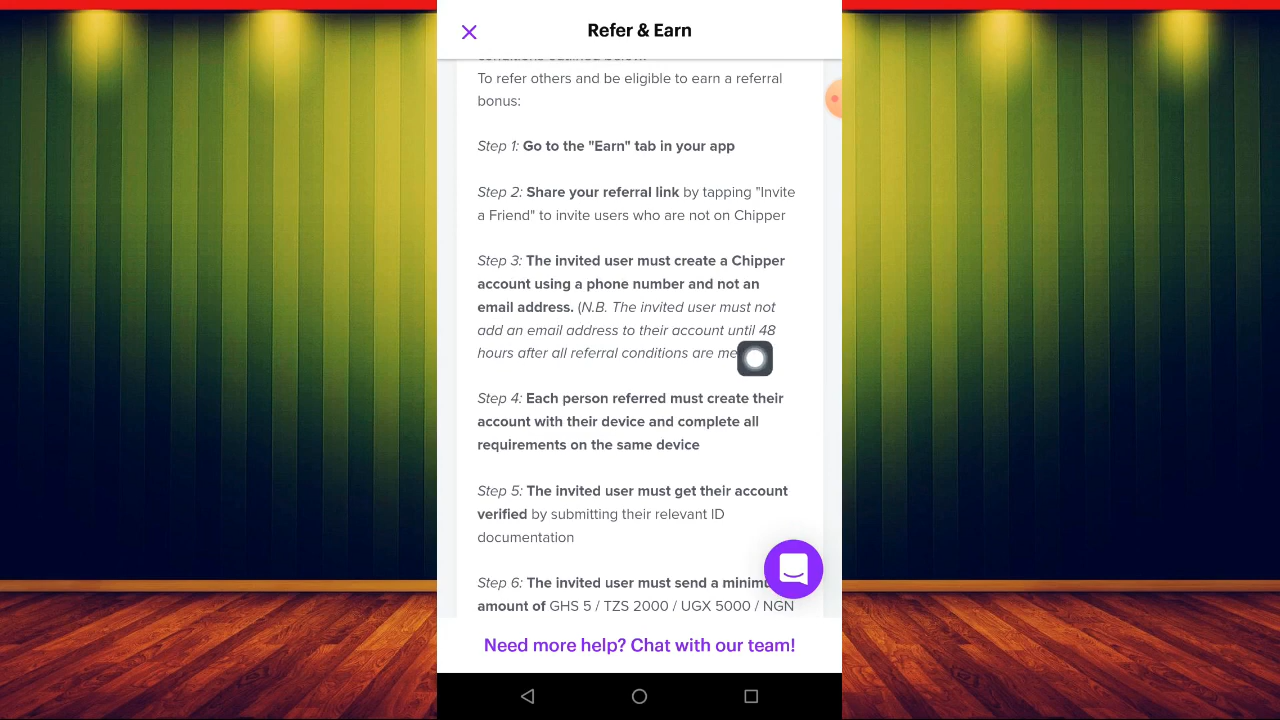 Refer & Earn
conditions outlined below.
To refer others and be eligible to earn a referral
bonus:
Step 1: Go to the "Earn" tab in your app
Step 2: Share your referral link by tapping "Invite
a Friend" to invite users who are not on Chipper
Step 3: The invited user must create a Chipper
account using a phone number and not an
email address. (N.B. The invited user must not
add an email address to their account until 48
hours after all referral conditions are me
Step 4: Each person referred must create their
account with their device and complete all
requirements on the same device
Step 5: The invited user must get their account
verified by submitting their relevant ID
documentation
Step 6: The invited user must send a minimu
amount of GHS 5 / TZS 2000 / UGX 5000 / NGN
Need more help? Chat with our team!